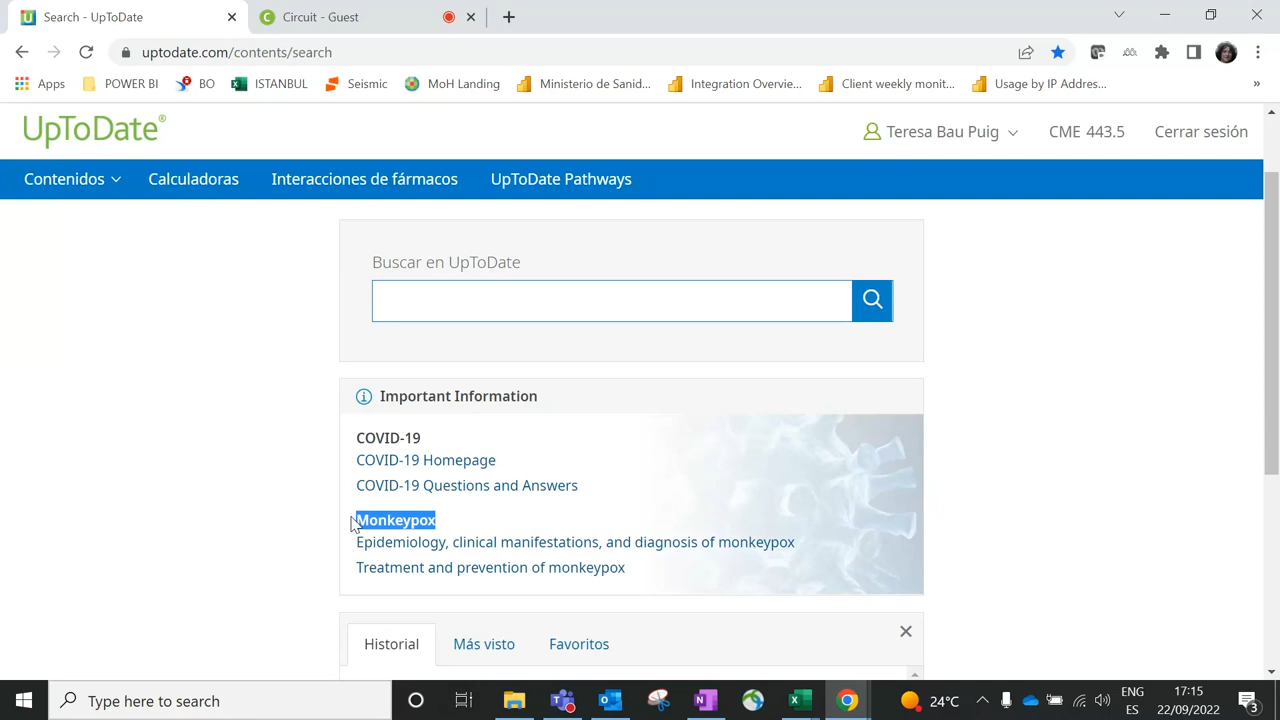 Search - UpToDate
Circuit - Guest
uptodate.com/contents/search
Apps POWER BI BO ISTANBUL Seismic MoH Landing Ministerio de Sanid... Integration Overvie... Client weekly monit... Usage by IP Addres... »
UpToDate®
Teresa Bau Puig CME 443.5 Cerrar sesión
Contenidos Calculadoras Interacciones de fármacos UpToDate Pathways
Buscar en UpToDate
Important Information
COVID-19
COVID-19 Homepage
COVID-19 Questions and Answers
Monkeypox
Epidemiology, clinical manifestations, and diagnosis of monkeypox
Treatment and prevention of monkeypox
Historial Más visto Favoritos
Type here to search
24°C
ENG
ES
17:15
22/09/2022
3